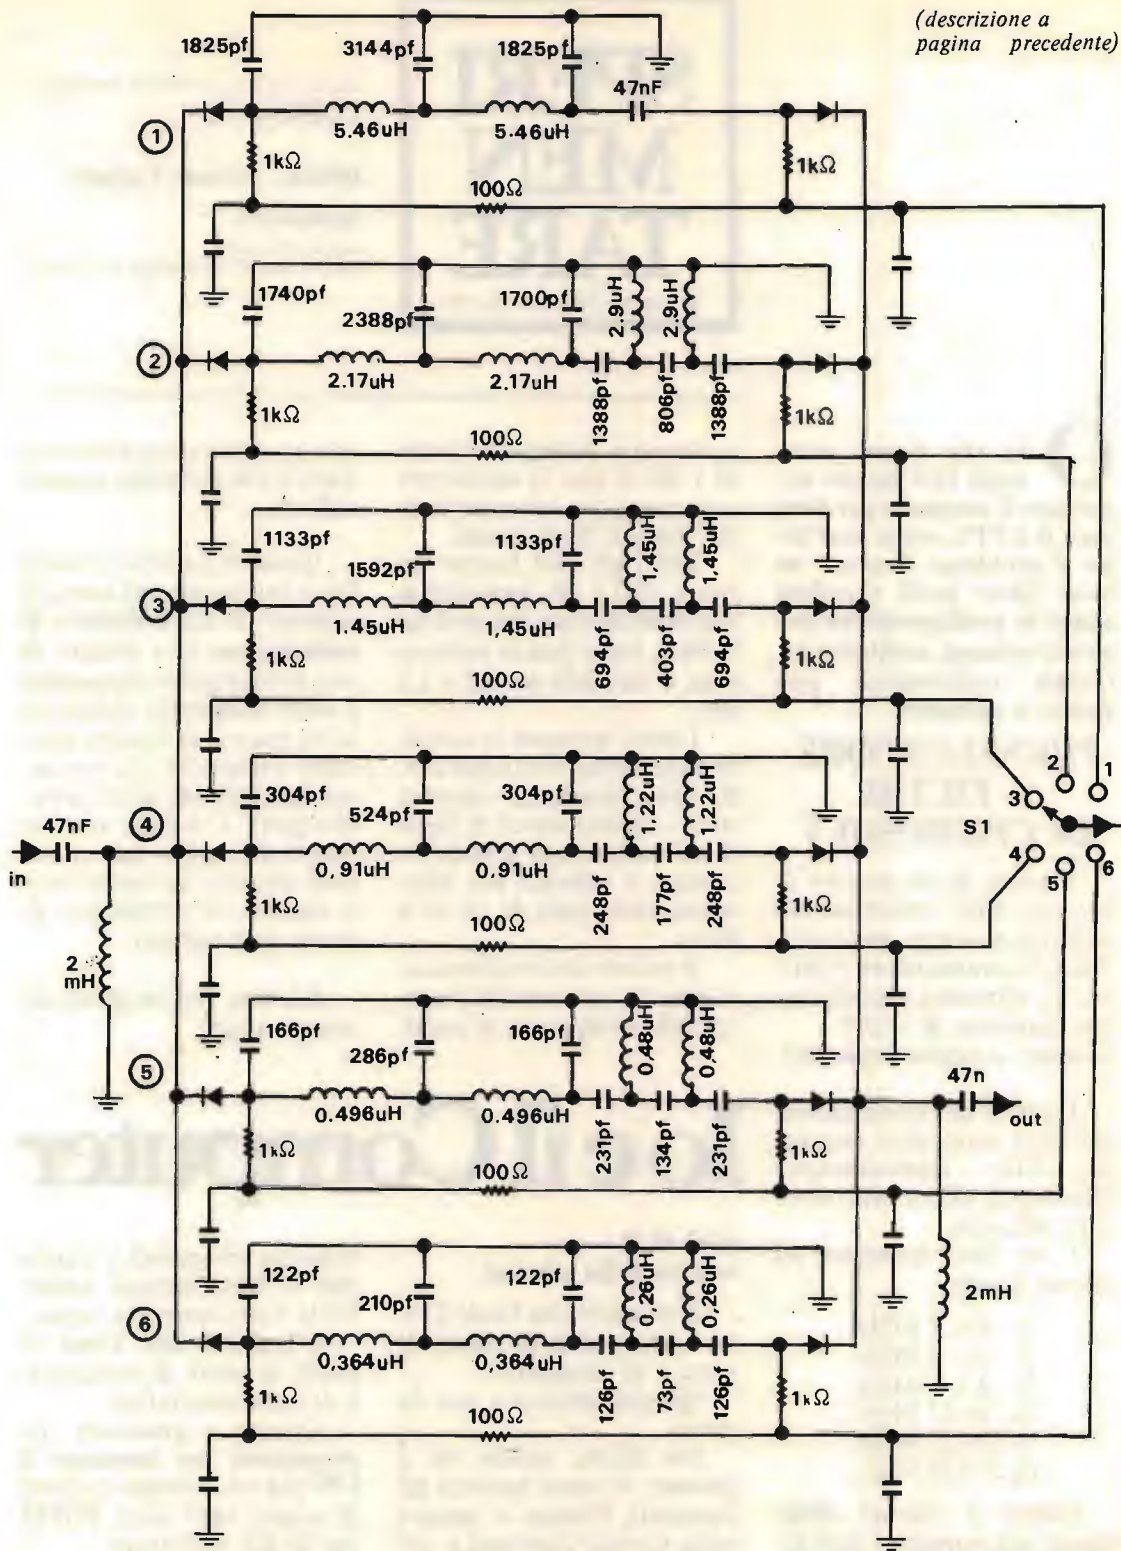 (descrizione a
pagina precedente)
1825pf
3144pf
1825pf
47nF
1
5.46uH
5.46uH
1kΩ
1kΩ
100Ω
1740pf
2388pf
1700pf
2.9uH
2.9uH
2
2.17uH
2.17uH
1388pf
806pf
1388pf
1kΩ
1kΩ
100Ω
1133pf
1592pf
1133pf
1,45uH
1,45uH
3
1.45uH
1,45uH
694pf
403pf
694pf
1kΩ
1kΩ
100Ω
304pf
524pf
304pf
1,22uH
1,22uH
2
1
3
S1
4
5
6
47nF
4
in
0,91uH
0,91uH
248pf
177pf
248pf
1kΩ
1kΩ
100Ω
2
mH
166pf
286pf
166pf
0,48uH
0,48uH
5
0.496uH
0.496uH
231pf
134pf
231pf
47n
out
1kΩ
1kΩ
100Ω
122pf
210pf
122pf
0,26uH
0,26uH
2mH
6
0,364uH
0,364uH
126pf
73pf
126pf
1kΩ
1kΩ
100Ω